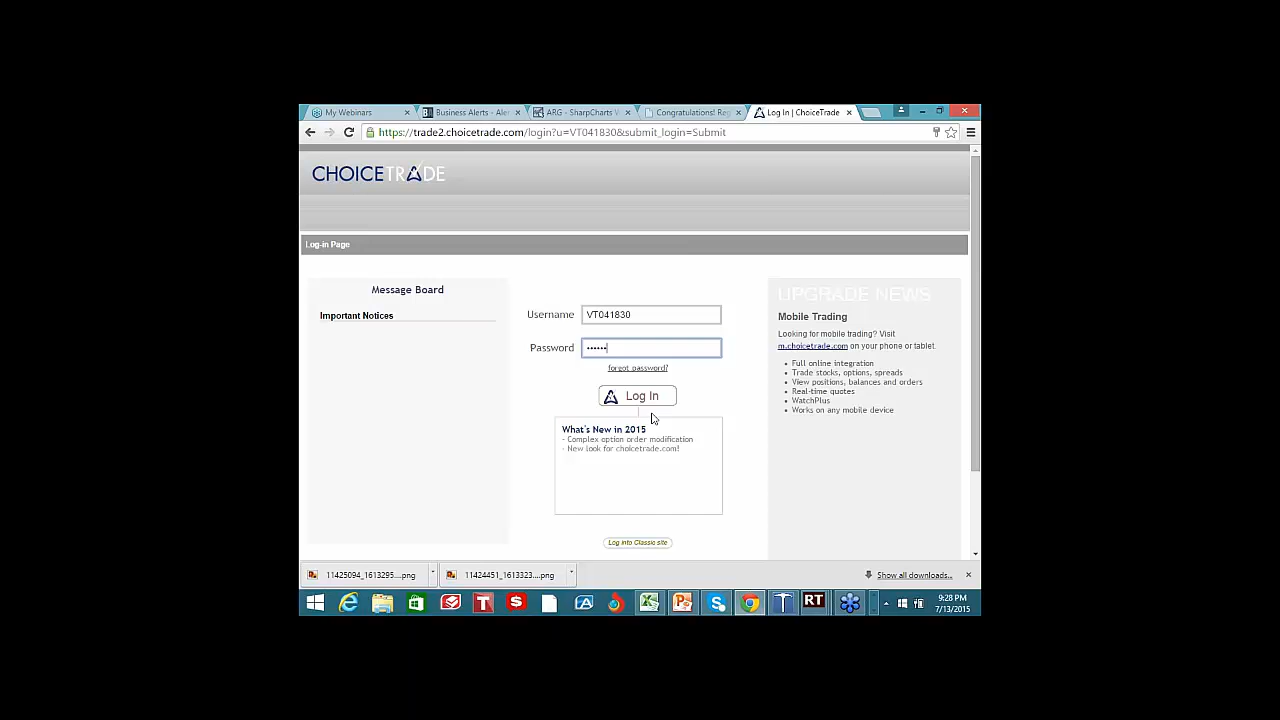 My Webinars
Business Alerts - Ale
ARG - SharpCharts W
Congratulations! Reg
Log In | ChoiceTrade
https://trade2.choicetrade.com/login?u=VT041830&submit_login=Submit
CHOICETRADE
Log-in Page
Message Board
Important Notices
Username VT041830
Password ••••••
forgot password?
Log In
What's New in 2015
- Complex option order modification
- New look for choicetrade.com!
Log into Classic site
UPGRADE NEWS
Mobile Trading
Looking for mobile trading? Visit
m.choicetrade.com on your phone or tablet.
• Full online integration
• Trade stocks, options, spreads
• View positions, balances and orders
• Real-time quotes
• WatchPlus
• Works on any mobile device
11425094_1613295....png
11424451_1613323....png
Show all downloads...
RT
9:28 PM
7/13/2015